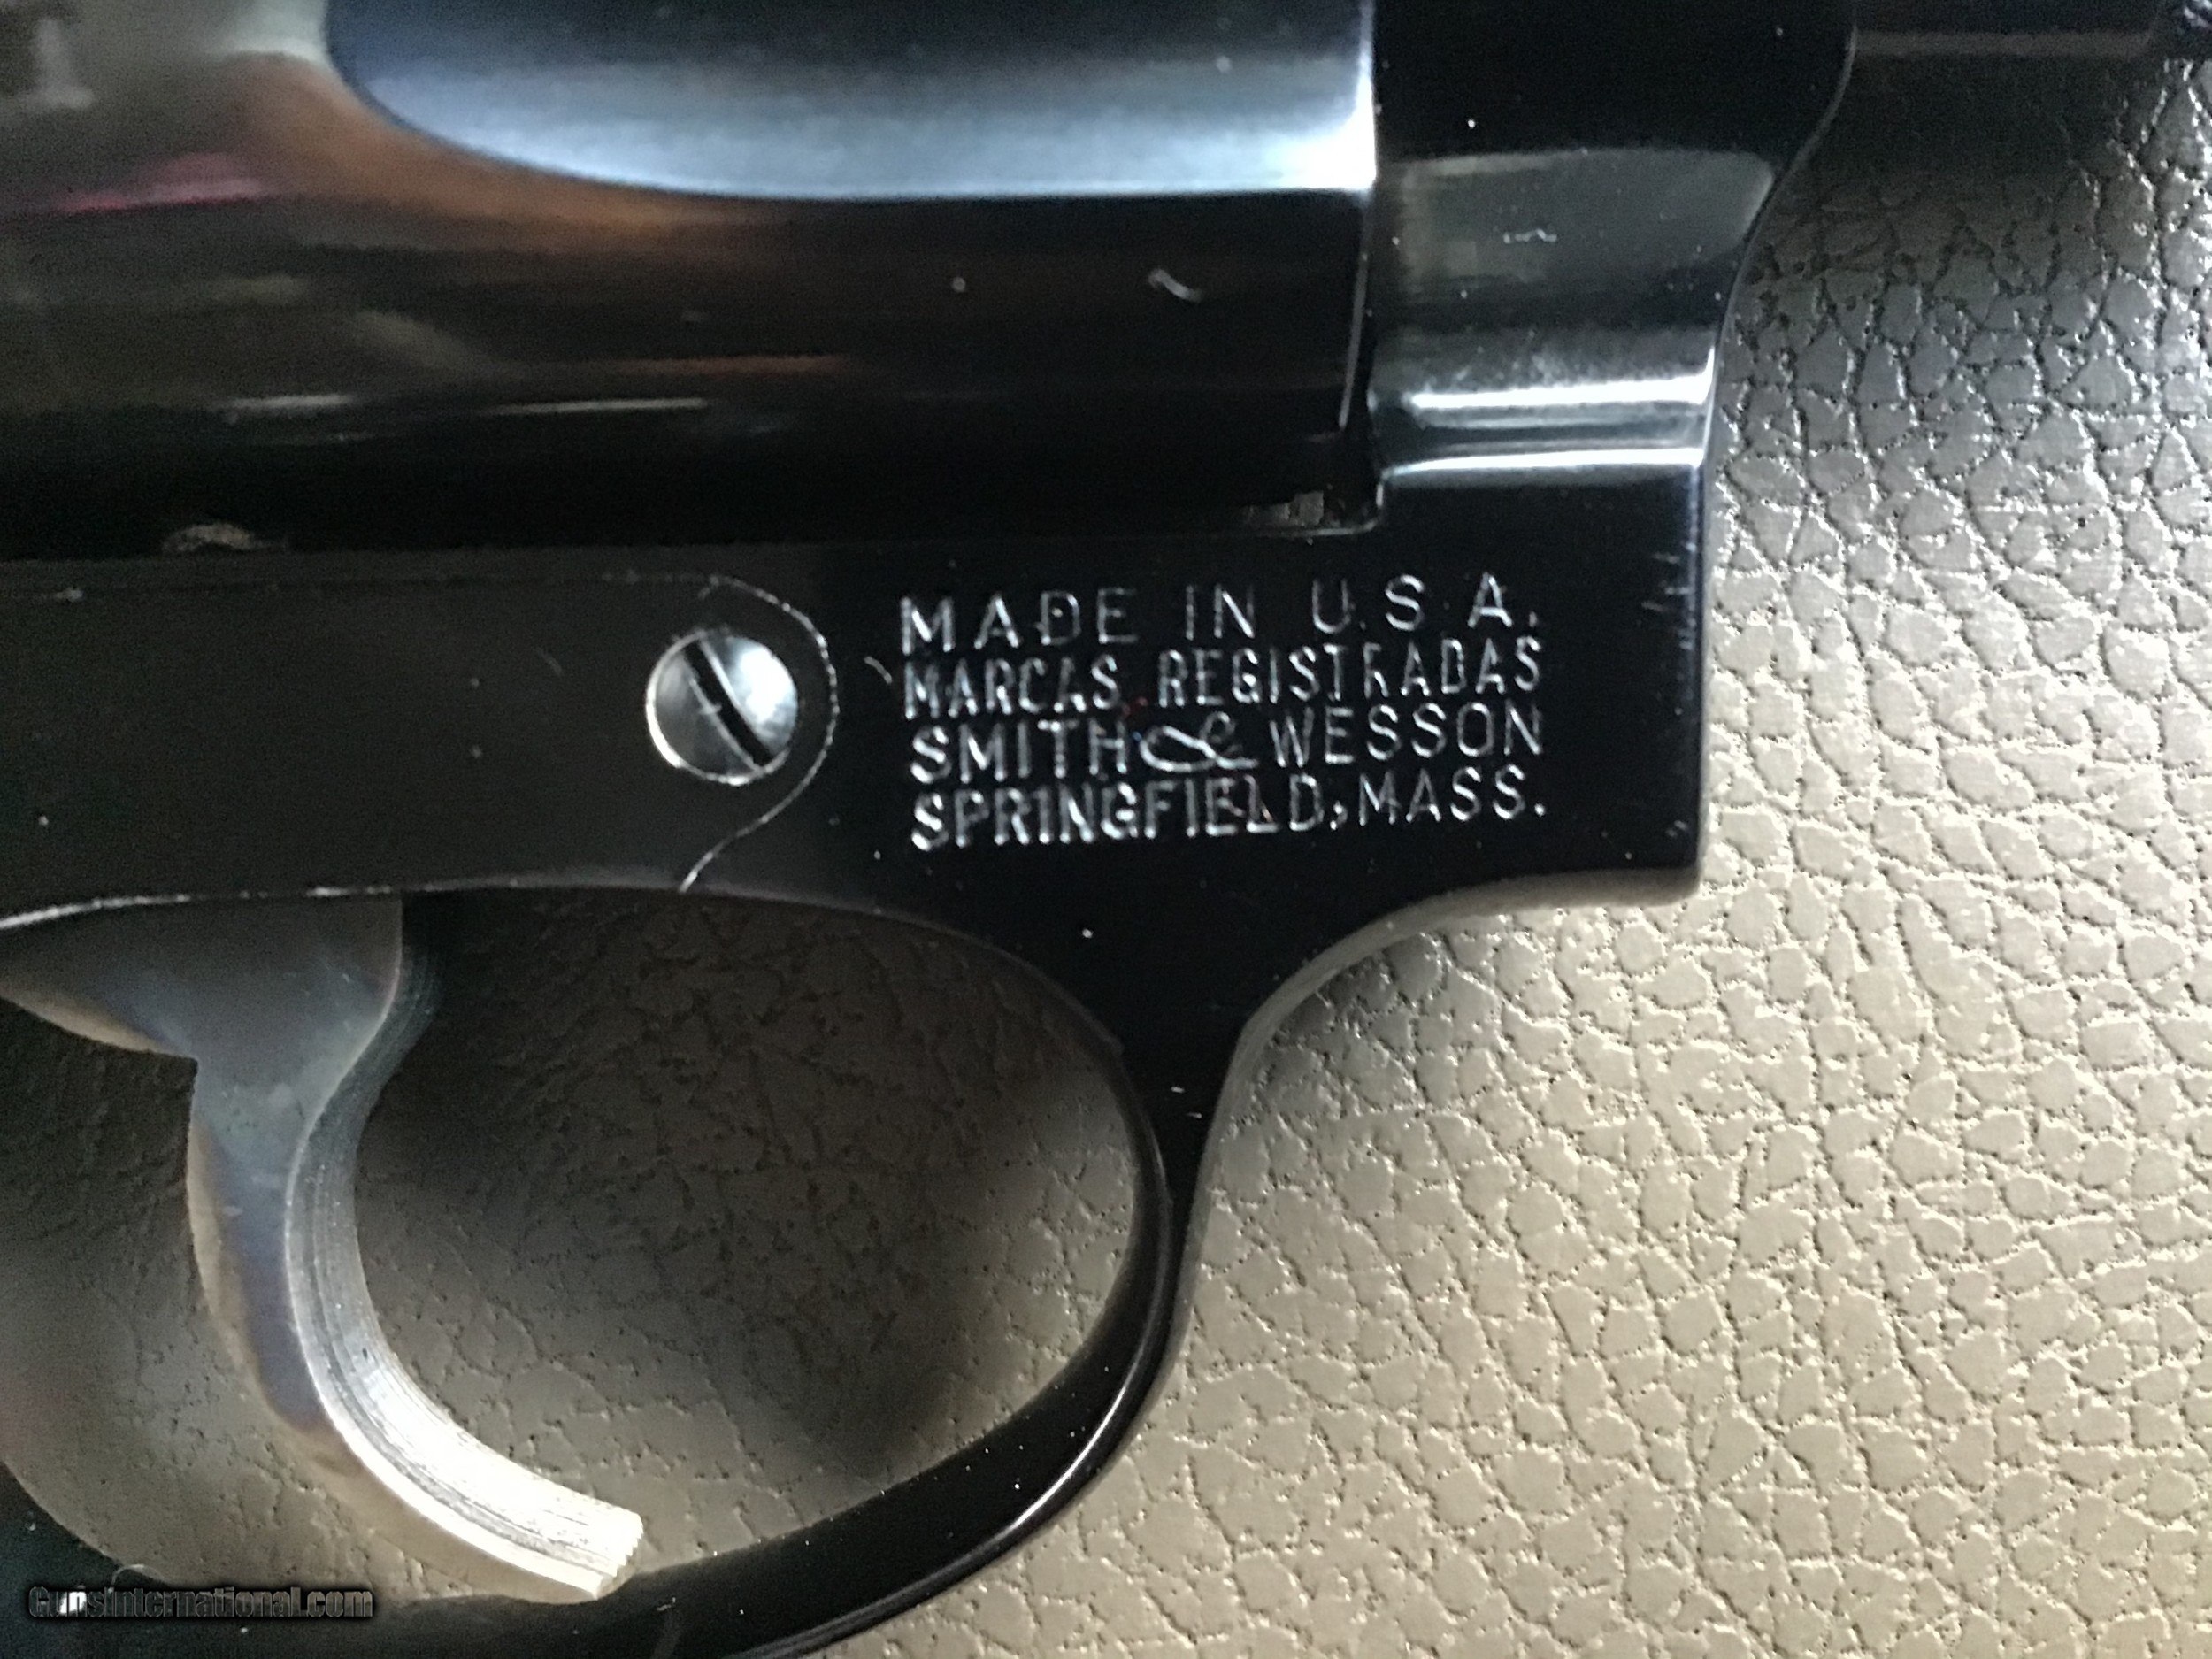 MADE IN U.S.A.
MARCAS REGISTRADAS
SMITH & WESSON
SPRINGFIELD, MASS.
Gunsinternational.com